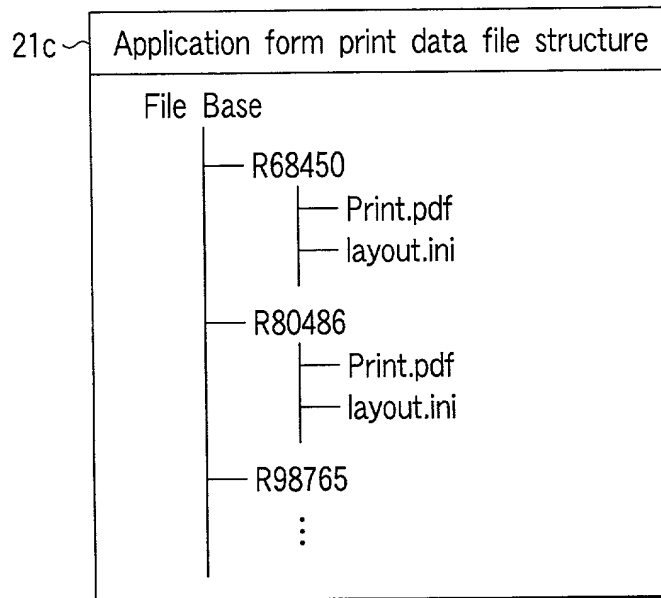 21c
Application form print data file structure
File Base
R68450
Print.pdf
layout.ini
R80486
Print.pdf
layout.ini
R98765
⋮